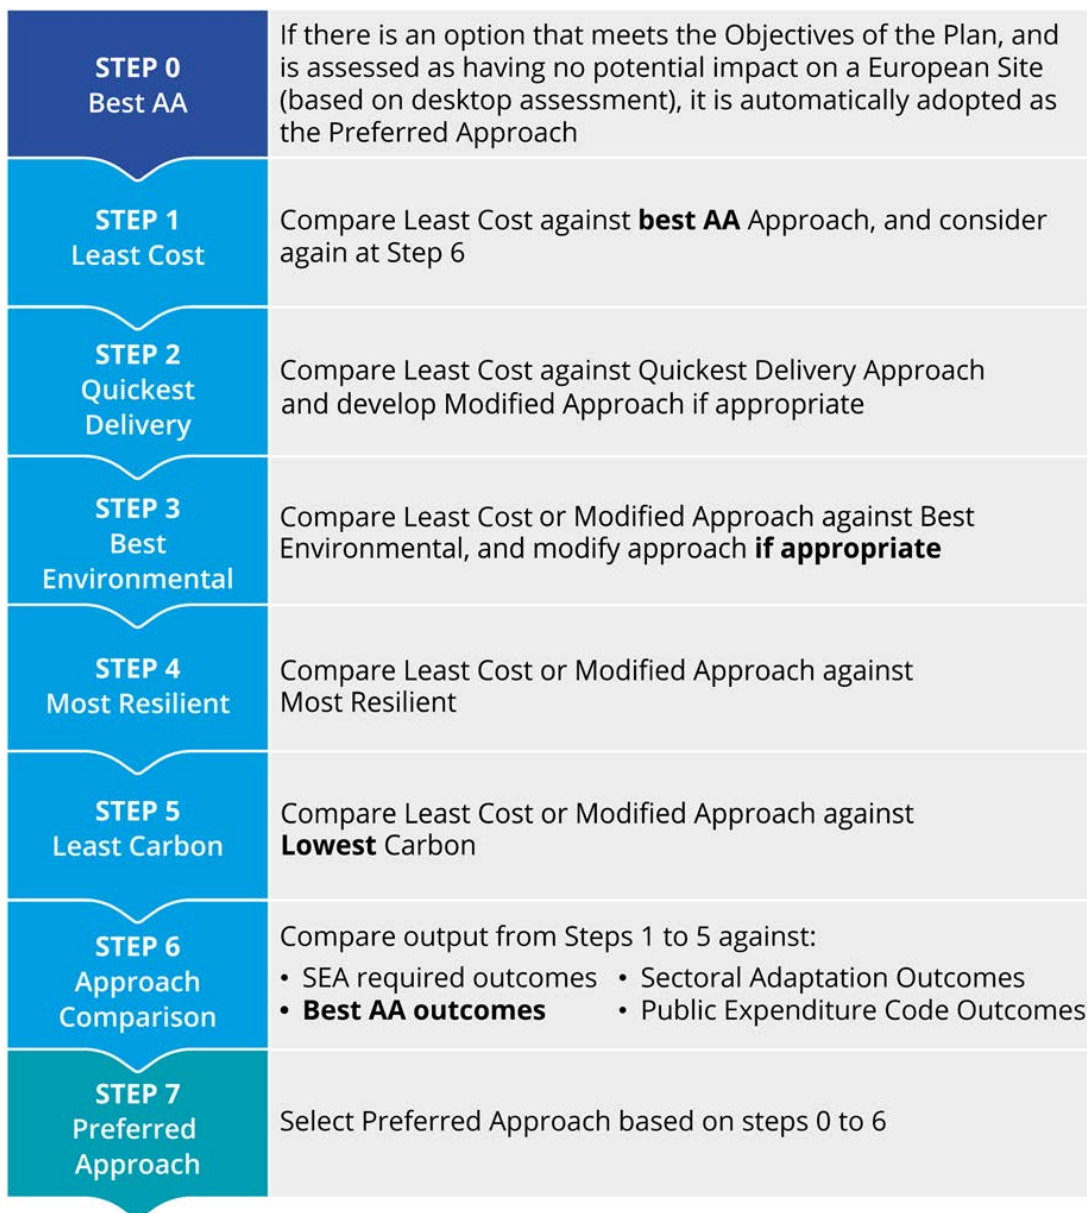 STEP 0
Best AA
If there is an option that meets the Objectives of the Plan, and
is assessed as having no potential impact on a European Site
(based on desktop assessment), it is automatically adopted as
the Preferred Approach
STEP 1
Least Cost
Compare Least Cost against best AA Approach, and consider
again at Step 6
STEP 2
Quickest
Delivery
Compare Least Cost against Quickest Delivery Approach
and develop Modified Approach if appropriate
STEP 3
Best
Environmental
Compare Least Cost or Modified Approach against Best
Environmental, and modify approach if appropriate
STEP 4
Most Resilient
Compare Least Cost or Modified Approach against
Most Resilient
STEP 5
Least Carbon
Compare Least Cost or Modified Approach against
Lowest Carbon
STEP 6
Approach
Comparison
Compare output from Steps 1 to 5 against:
• SEA required outcomes • Sectoral Adaptation Outcomes
• Best AA outcomes • Public Expenditure Code Outcomes
STEP 7
Preferred
Approach
Select Preferred Approach based on steps 0 to 6